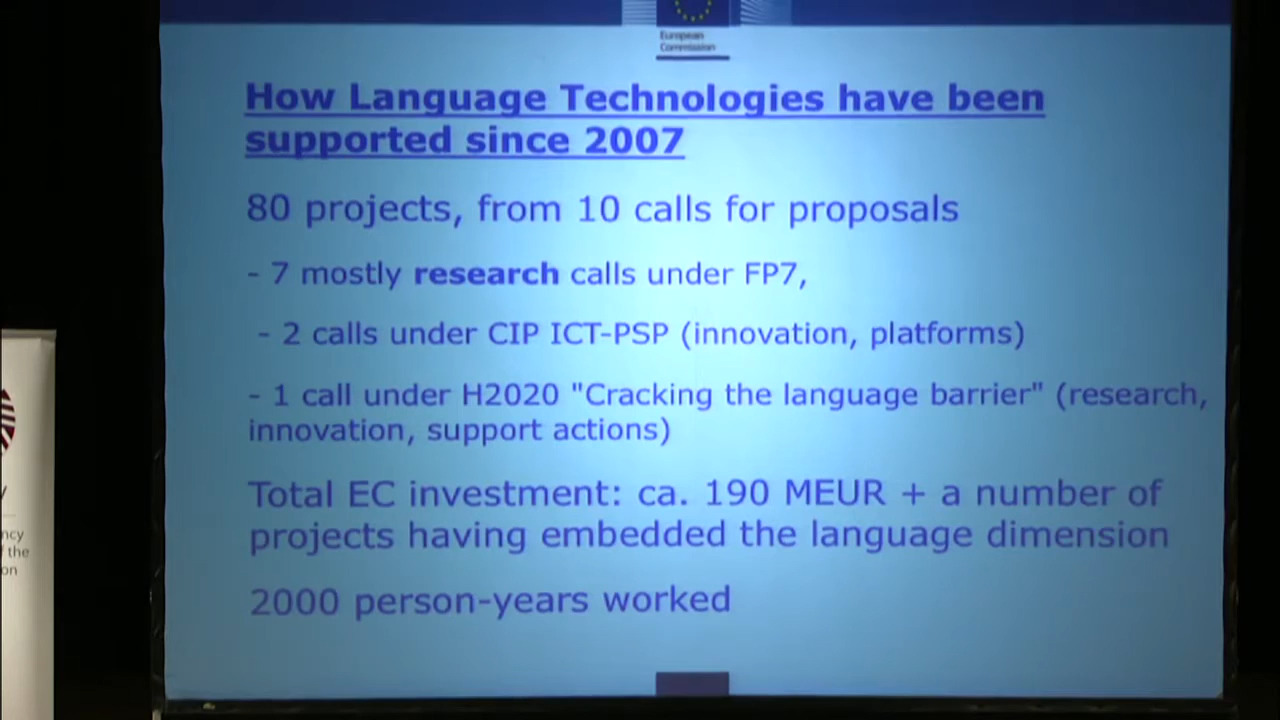 European
Commission
How Language Technologies have been
supported since 2007
80 projects, from 10 calls for proposals
- 7 mostly research calls under FP7,
- 2 calls under CIP ICT-PSP (innovation, platforms)
- 1 call under H2020 "Cracking the language barrier" (research,
innovation, support actions)
Total EC investment: ca. 190 MEUR + a number of
projects having embedded the language dimension
2000 person-years worked
y
ncy
f the
on